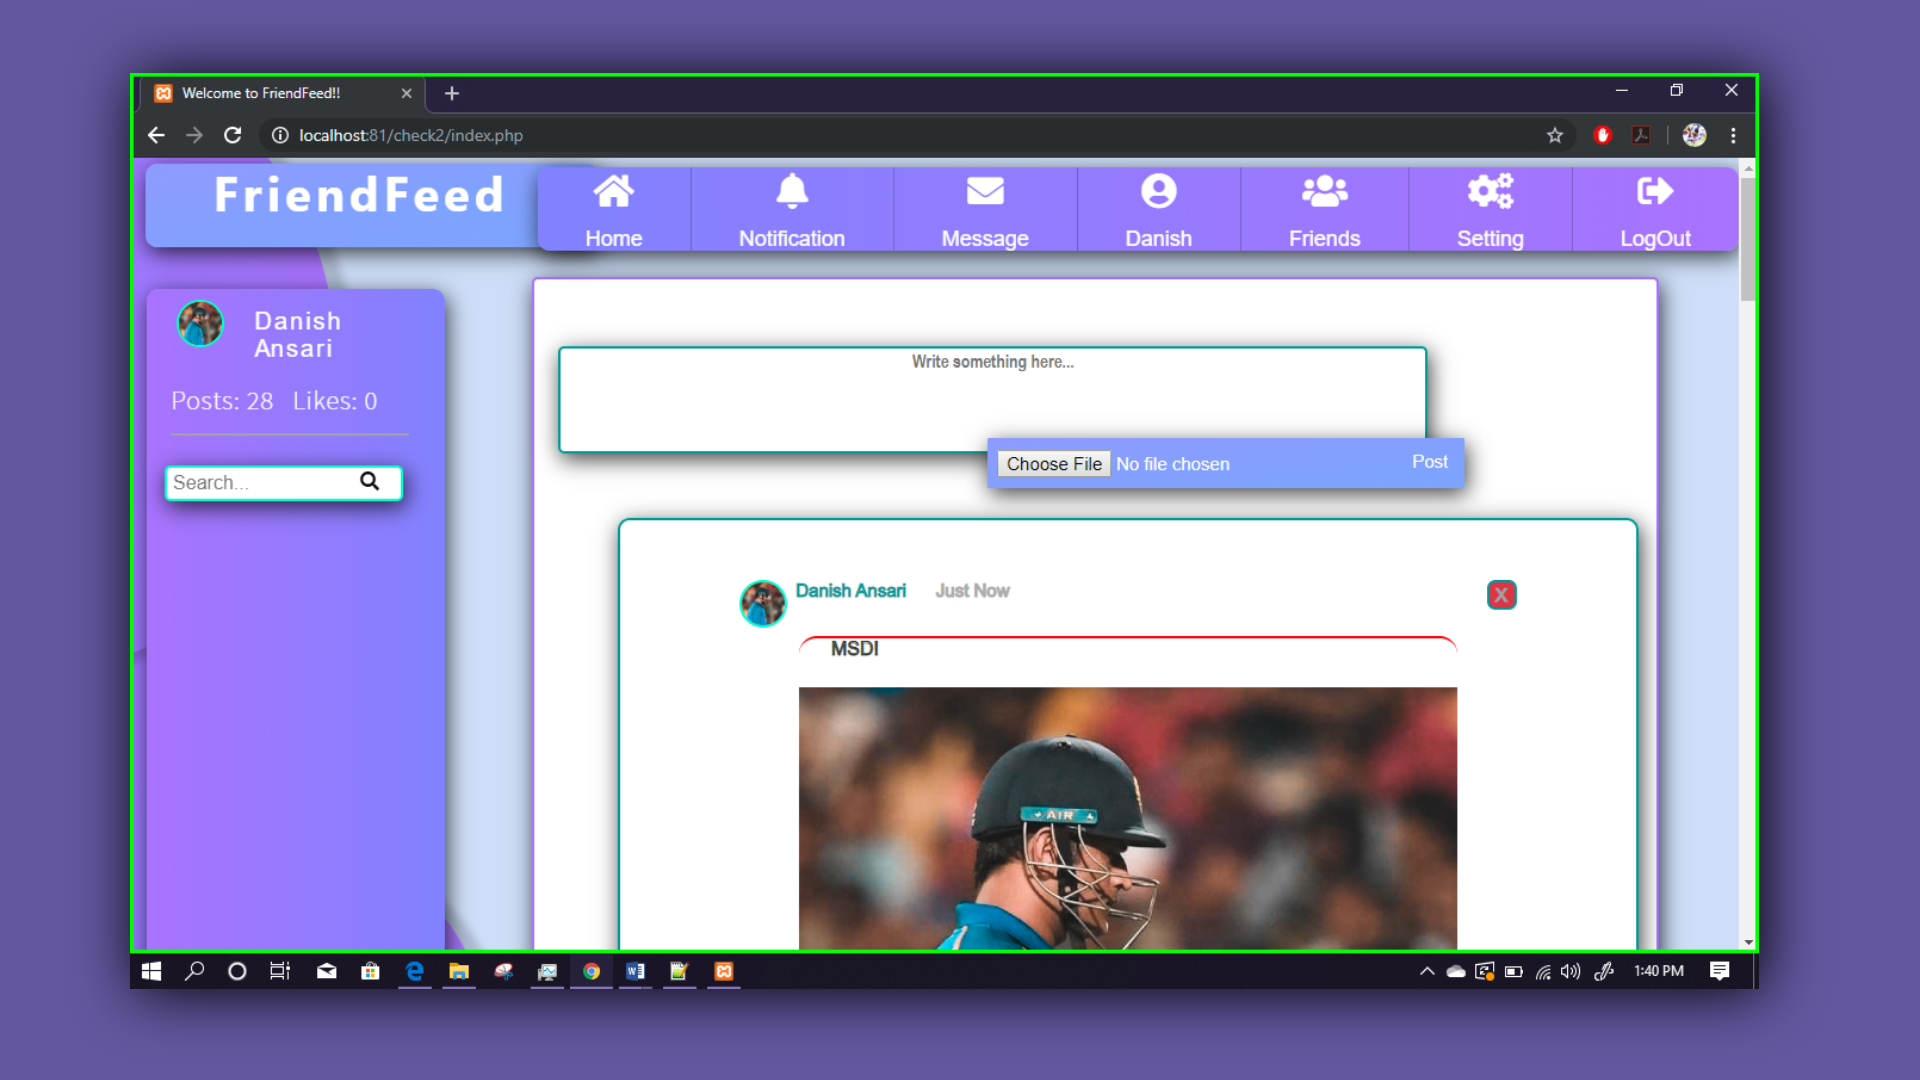 Welcome to FriendFeed!!
localhost:81/check2/index.php
FriendFeed
Home
Notification
Message
Danish
Friends
Setting
LogOut
Danish
Ansari
Posts: 28 Likes: 0
Search...
Write something here...
Choose File No file chosen
Post
Danish Ansari Just Now
X
MSDI
AIR
1:40 PM